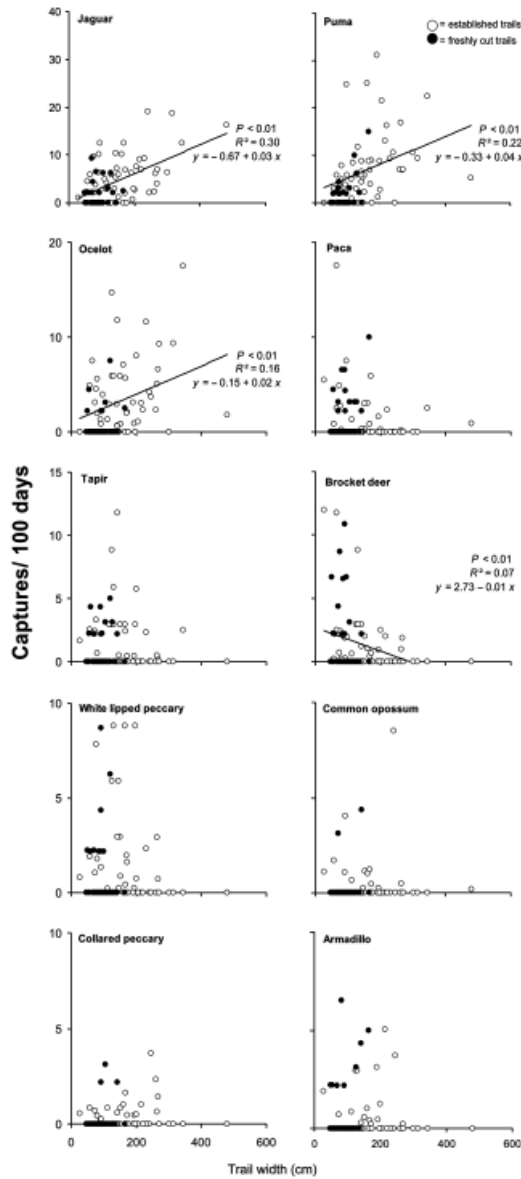 Jaguar
40
30
20
10
0
P < 0.01
R² = 0.30
y = − 0.67 + 0.03 x
Puma
○ = established trails
● = freshly cut trails
P < 0.01
R² = 0.22
y = − 0.33 + 0.04 x
Ocelot
20
10
0
P < 0.01
R² = 0.16
y = − 0.15 + 0.02 x
Paca
Captures/ 100 days
Tapir
15
10
5
0
Brocket deer
P < 0.01
R² = 0.07
y = 2.73 − 0.01 x
White lipped peccary
10
5
0
Common opossum
Collared peccary
10
5
0
0 200 400 600
Armadillo
0 200 400 600
Trail width (cm)